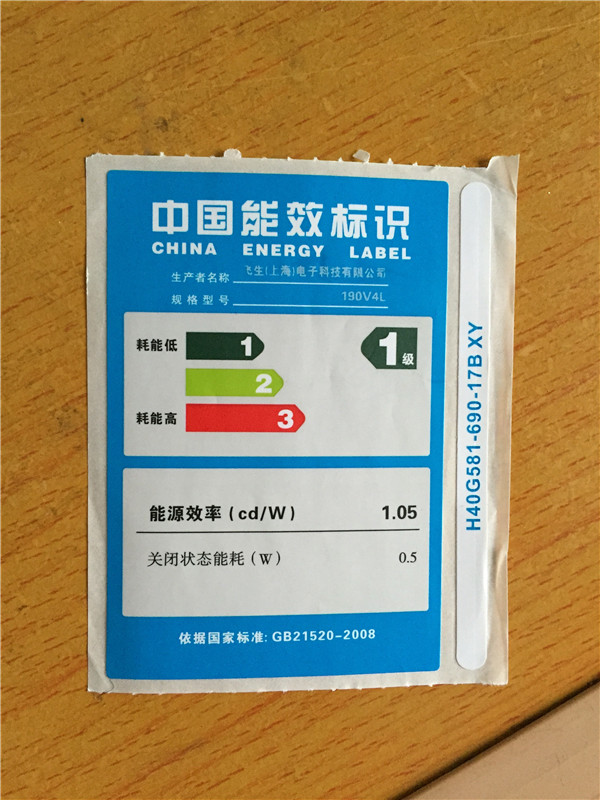 中国能效标识
CHINA ENERGY LABEL
生产者名称 飞生(上海)电子科技有限公司
规格型号 190V4L
耗能低 1
1级
2
耗能高 3
能源效率(cd/W) 1.05
关闭状态能耗(W) 0.5
依据国家标准: GB21520-2008
H40G581-690-17B XY